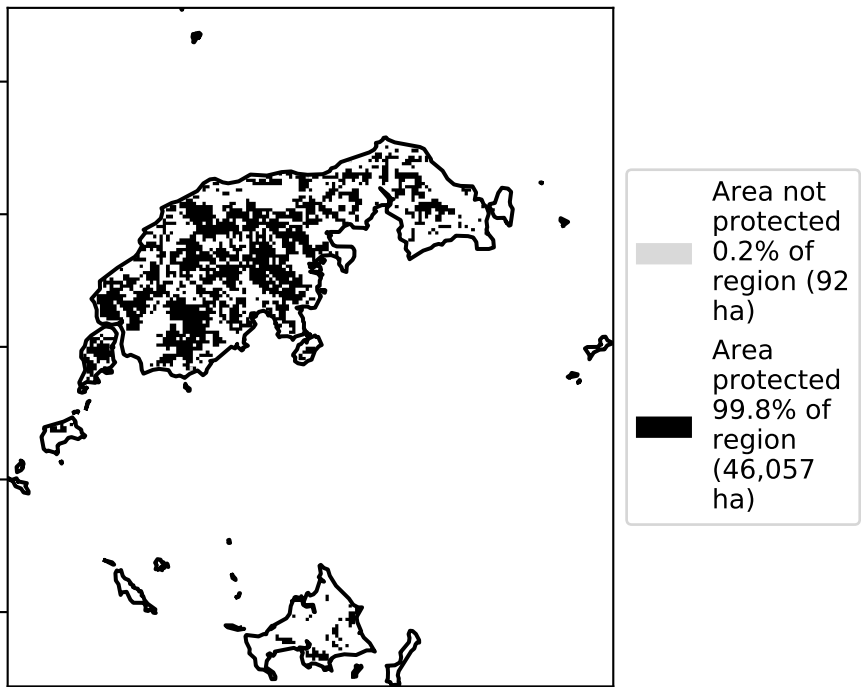 Area not
protected
0.2% of
region (92
ha)
Area
protected
99.8% of
region
(46,057
ha)